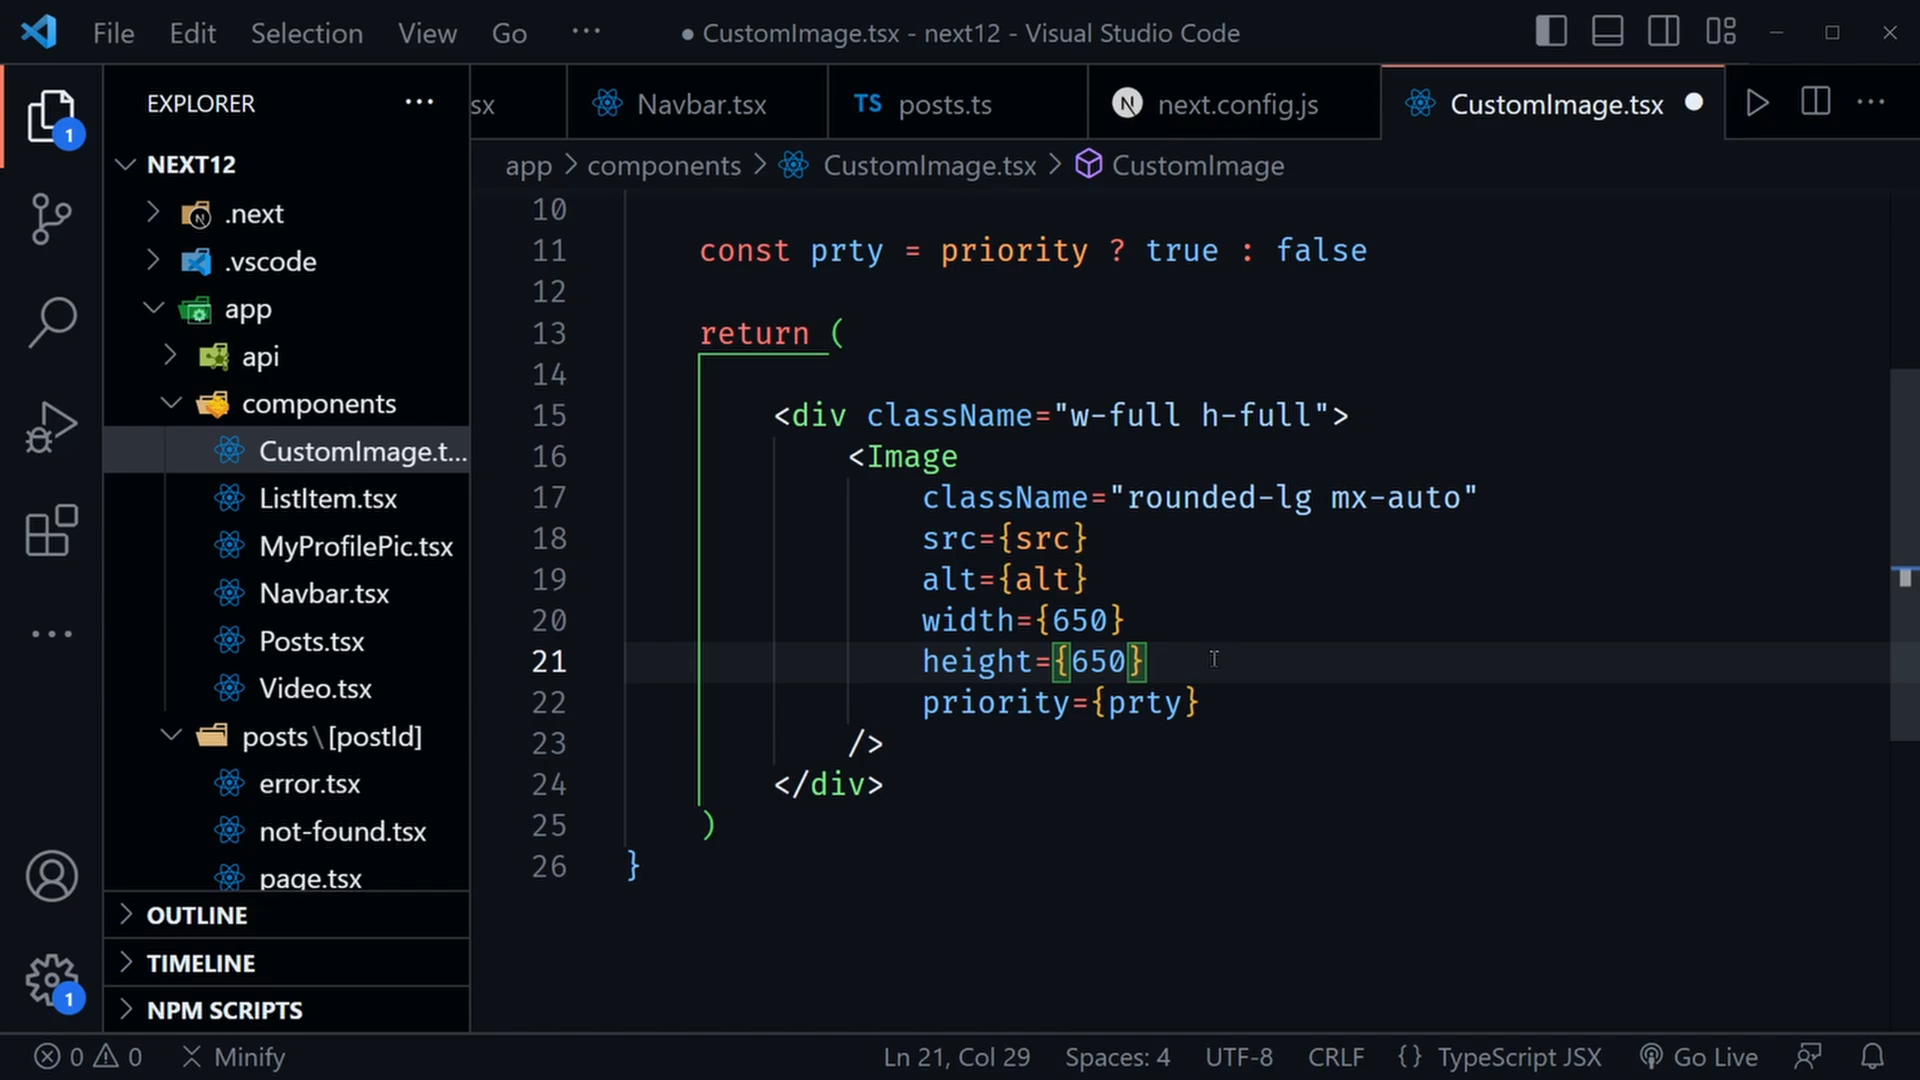 File Edit Selection View Go ··· ● CustomImage.tsx - next12 - Visual Studio Code
EXPLORER ···
sx
Navbar.tsx
TS posts.ts
N next.config.js
CustomImage.tsx ●
app > components > CustomImage.tsx > CustomImage
1
NEXT12
.next
.vscode
app
api
components
CustomImage.t...
ListItem.tsx
MyProfilePic.tsx
Navbar.tsx
Posts.tsx
Video.tsx
posts\[postId]
error.tsx
not-found.tsx
page.tsx
OUTLINE
TIMELINE
NPM SCRIPTS
1
10
11 const prty = priority ? true : false
12
13 return (
14
15 <div className="w-full h-full">
16 <Image
17 className="rounded-lg mx-auto"
18 src={src}
19 alt={alt}
20 width={650}
21 height={650}
22 priority={prty}
23 />
24 </div>
25 )
26 }
0 0 Minify Ln 21, Col 29 Spaces: 4 UTF-8 CRLF {} TypeScript JSX Go Live